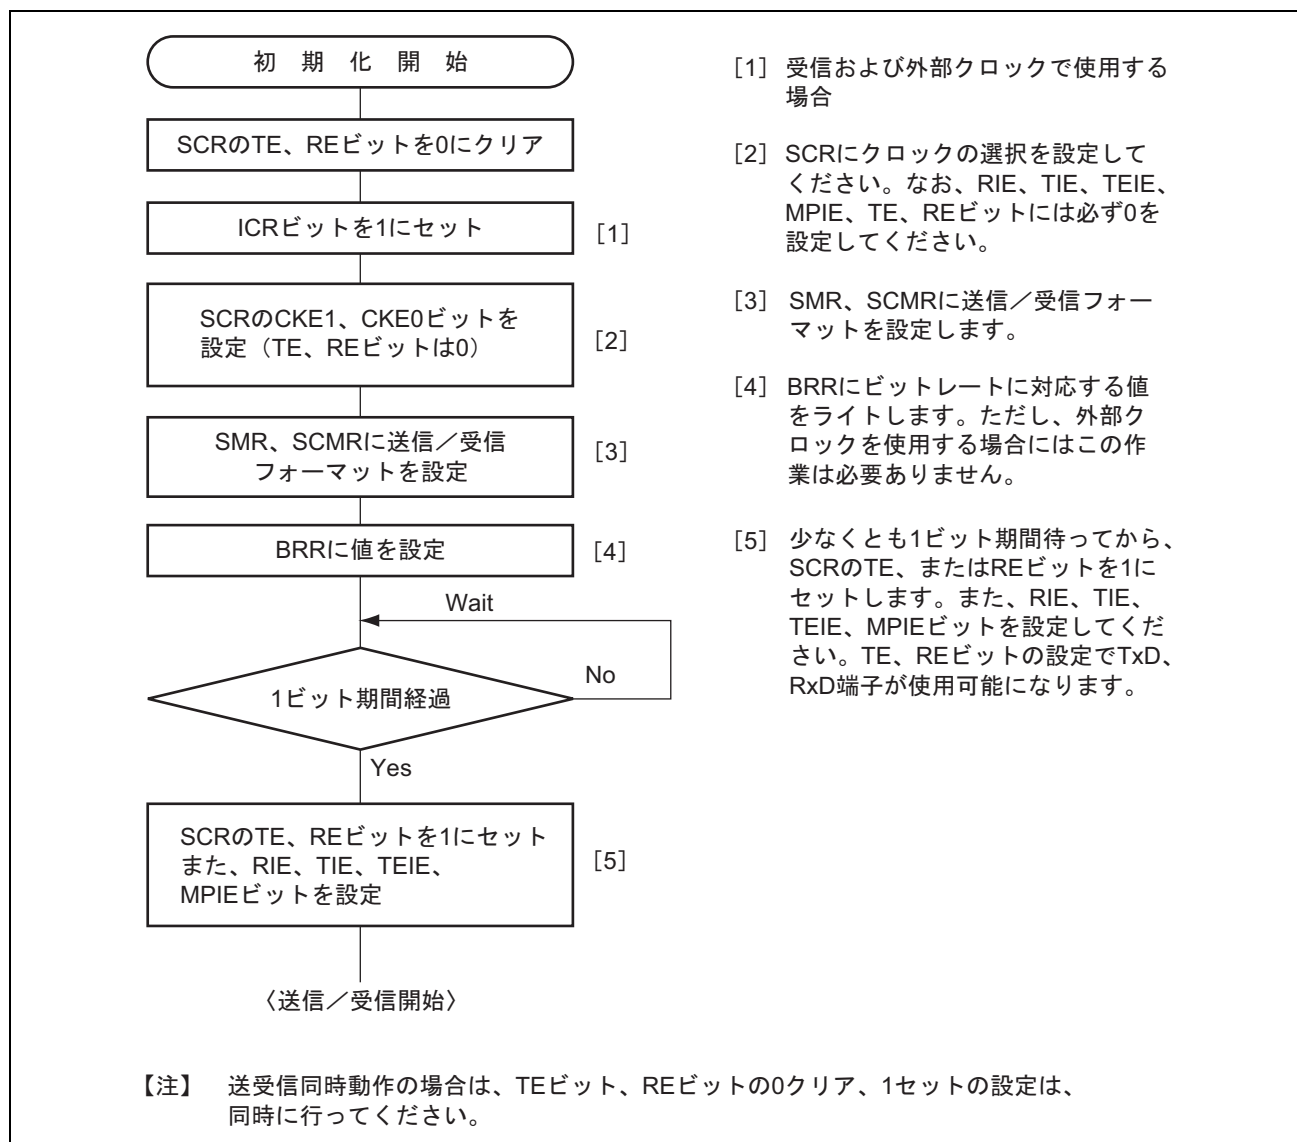 初 期 化 開 始
SCRのTE、REビットを0にクリア
ICRビットを1にセット
[1]
SCRのCKE1、CKE0ビットを
設定（TE、REビットは0）
[2]
SMR、SCMRに送信／受信
フォーマットを設定
[3]
BRRに値を設定
[4]
Wait
1ビット期間経過
No
Yes
SCRのTE、REビットを1にセット
また、RIE、TIE、TEIE、
MPIEビットを設定
[5]
〈送信／受信開始〉
[1] 受信および外部クロックで使用する
場合
[2] SCRにクロックの選択を設定して
ください。なお、RIE、TIE、TEIE、
MPIE、TE、REビットには必ず0を
設定してください。
[3] SMR、SCMRに送信／受信フォー
マットを設定します。
[4] BRRにビットレートに対応する値
をライトします。ただし、外部ク
ロックを使用する場合にはこの作
業は必要ありません。
[5] 少なくとも1ビット期間待ってから、
SCRのTE、またはREビットを1に
セットします。また、RIE、TIE、
TEIE、MPIEビットを設定してくだ
さい。TE、REビットの設定でTxD、
RxD端子が使用可能になります。
【注】 送受信同時動作の場合は、TEビット、REビットの0クリア、1セットの設定は、
同時に行ってください。